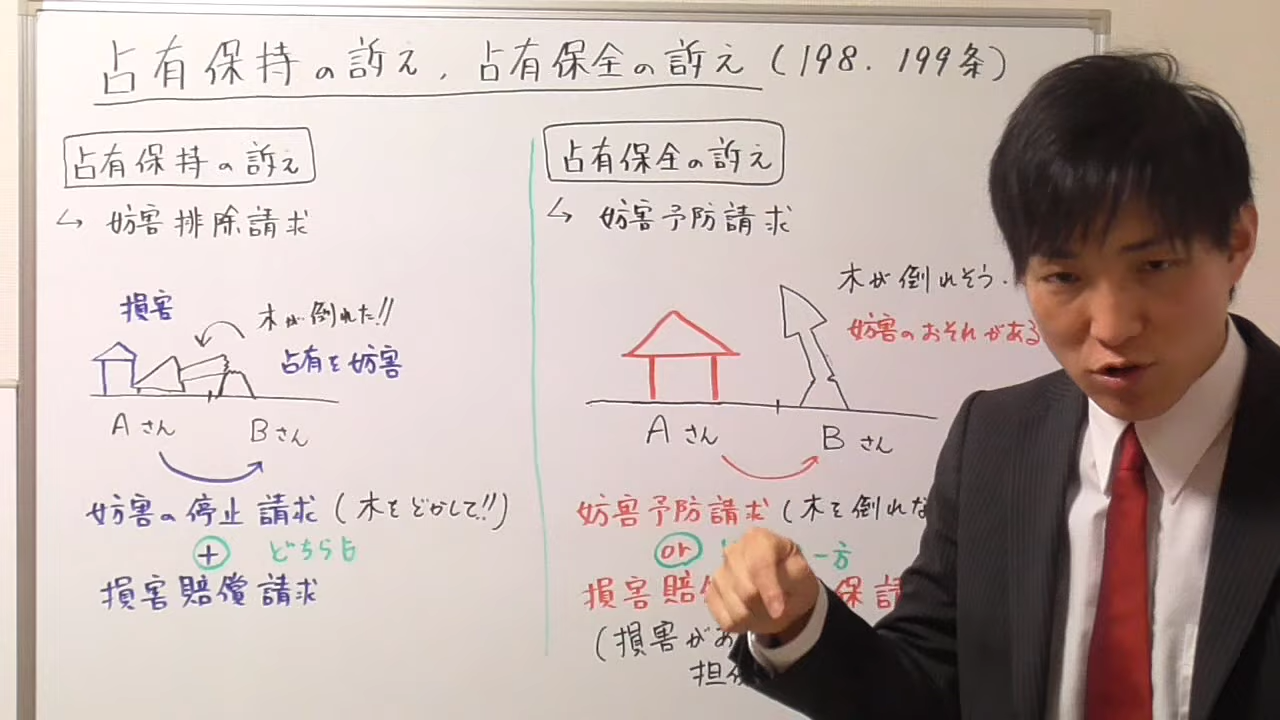 占有保持の訴え、占有保全の訴え(198.199条)
占有保持の訴え
↳ 妨害排除請求
損害
木が倒れた!!
占有を妨害
Aさん
Bさん
妨害の停止請求(木をどかして!!)
+ どちらも
損害賠償請求
占有保全の訴え
↳ 妨害予防請求
木が倒れそう.
妨害のおそれがある
Aさん
Bさん
妨害予防請求(木を倒れな
or 一方
損害賠 保
(損害があ
担